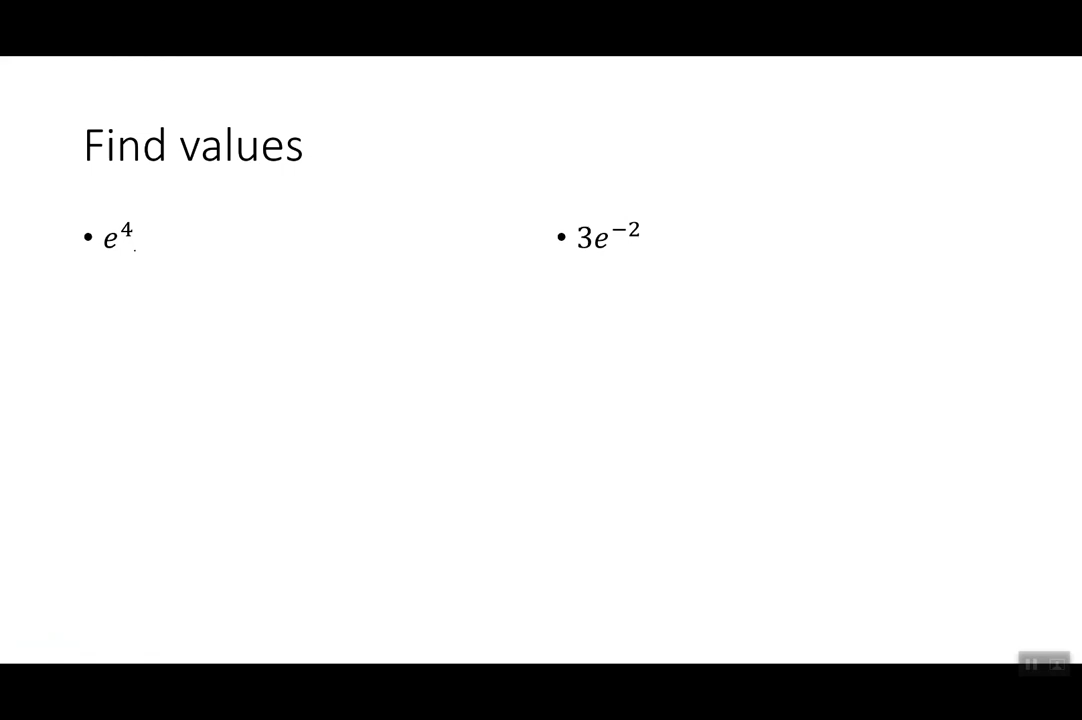 Find values
• e⁴
• 3e⁻²